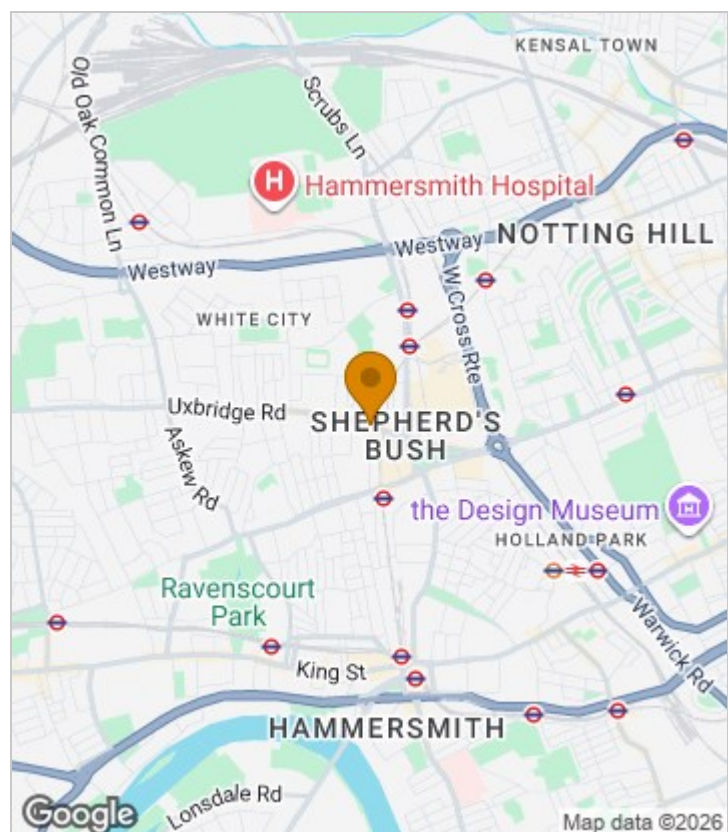 KENSAL TOWN
Old Oak Common Ln
Scrubs Ln
H
Hammersmith Hospital
NOTTING HILL
Westway
Westway
W Cross Rte
WHITE CITY
Uxbridge Rd
SHEPHERD'S
BUSH
Askew Rd
the Design Museum
HOLLAND PARK
Ravenscourt
Park
Warwick Rd
King St
HAMMERSMITH
Lonsdale Rd
Google
Map data ©2026